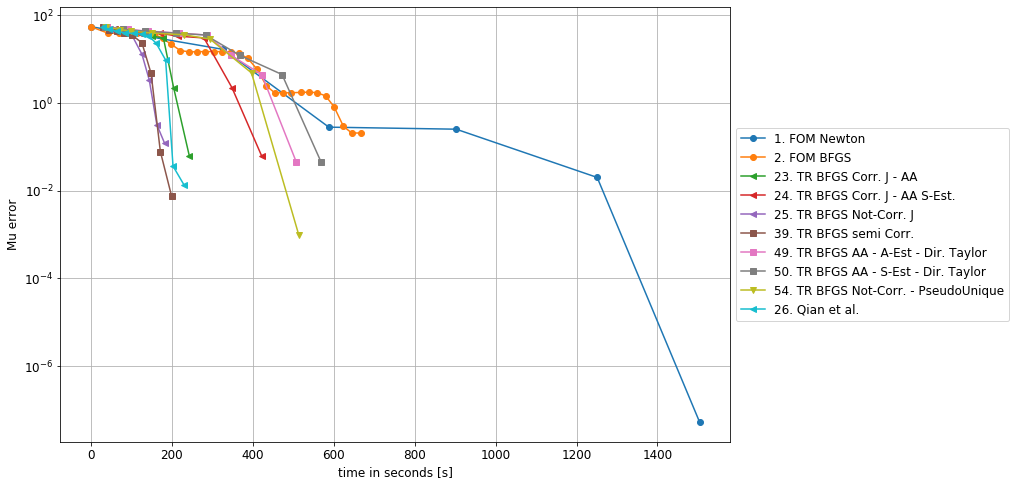 10^2
10^0
10^−2
10^−4
10^−6
Mu error
0 200 400 600 800 1000 1200 1400
time in seconds [s]
1. FOM Newton
2. FOM BFGS
23. TR BFGS Corr. J - AA
24. TR BFGS Corr. J - AA S-Est.
25. TR BFGS Not-Corr. J
39. TR BFGS semi Corr.
49. TR BFGS AA - A-Est - Dir. Taylor
50. TR BFGS AA - S-Est - Dir. Taylor
54. TR BFGS Not-Corr. - PseudoUnique
26. Qian et al.